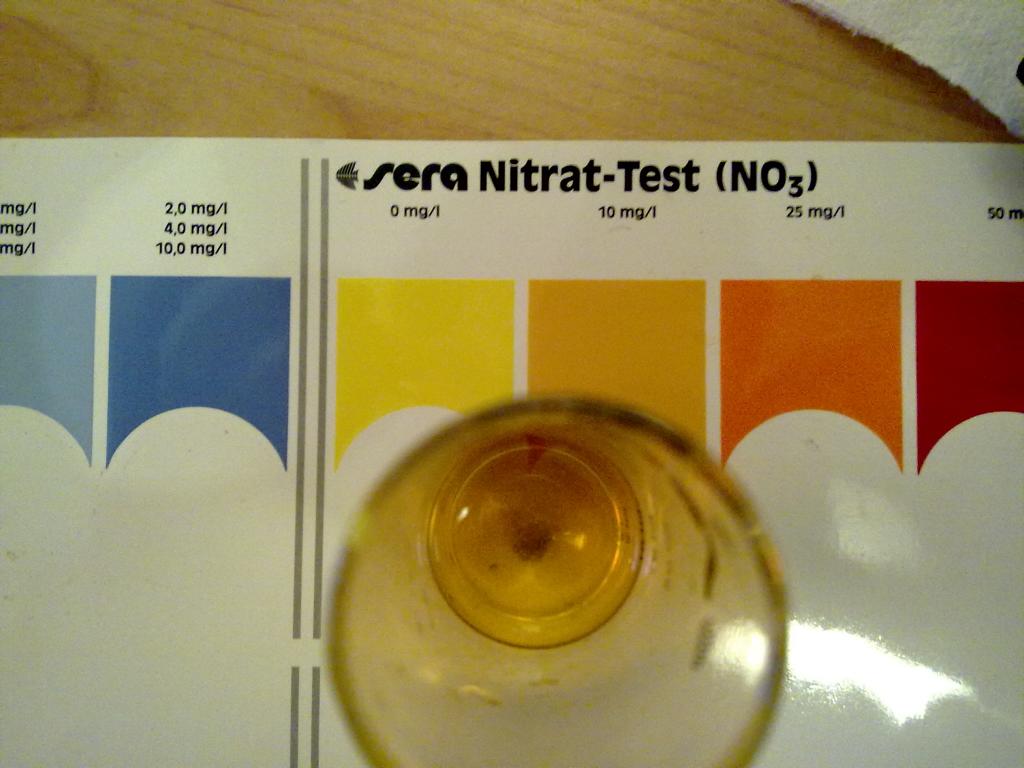 sera Nitrat-Test (NO3)
mg/l 2,0 mg/l
mg/l 4,0 mg/l
mg/l 10,0 mg/l
0 mg/l 10 mg/l 25 mg/l 50 m